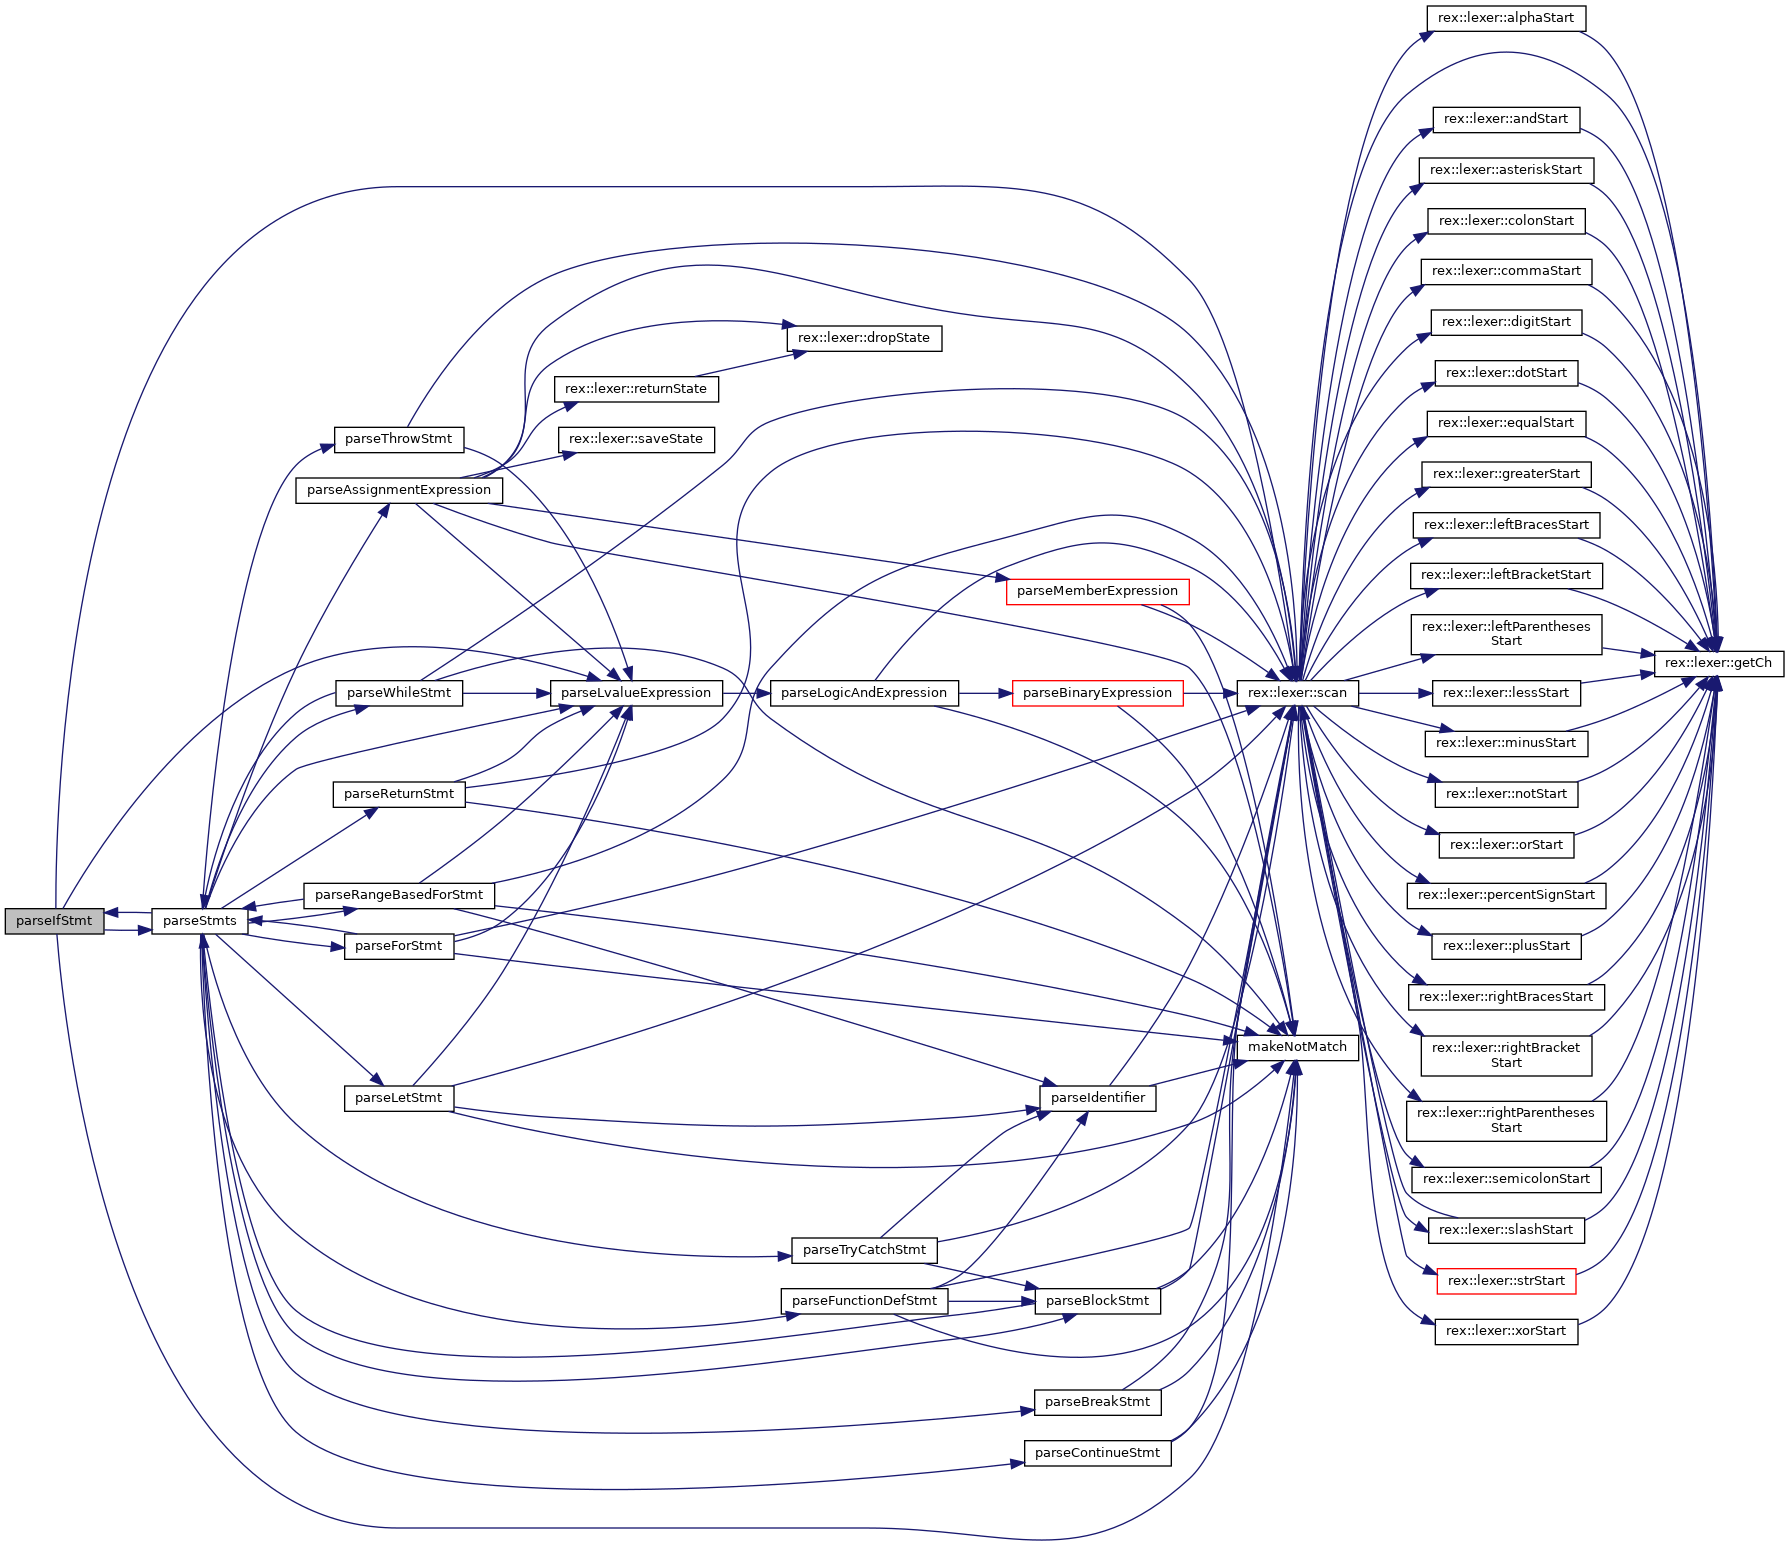 parseIfStmt
parseStmts
parseThrowStmt
parseAssignmentExpression
parseWhileStmt
parseReturnStmt
parseRangeBasedForStmt
parseForStmt
parseLetStmt
rex::lexer::returnState
rex::lexer::saveState
parseLvalueExpression
rex::lexer::dropState
parseLogicAndExpression
parseTryCatchStmt
parseFunctionDefStmt
parseMemberExpression
parseBinaryExpression
parseIdentifier
parseBlockStmt
parseBreakStmt
parseContinueStmt
rex::lexer::scan
makeNotMatch
rex::lexer::alphaStart
rex::lexer::andStart
rex::lexer::asteriskStart
rex::lexer::colonStart
rex::lexer::commaStart
rex::lexer::digitStart
rex::lexer::dotStart
rex::lexer::equalStart
rex::lexer::greaterStart
rex::lexer::leftBracesStart
rex::lexer::leftBracketStart
rex::lexer::leftParentheses
Start
rex::lexer::lessStart
rex::lexer::minusStart
rex::lexer::notStart
rex::lexer::orStart
rex::lexer::percentSignStart
rex::lexer::plusStart
rex::lexer::rightBracesStart
rex::lexer::rightBracket
Start
rex::lexer::rightParentheses
Start
rex::lexer::semicolonStart
rex::lexer::slashStart
rex::lexer::strStart
rex::lexer::xorStart
rex::lexer::getCh